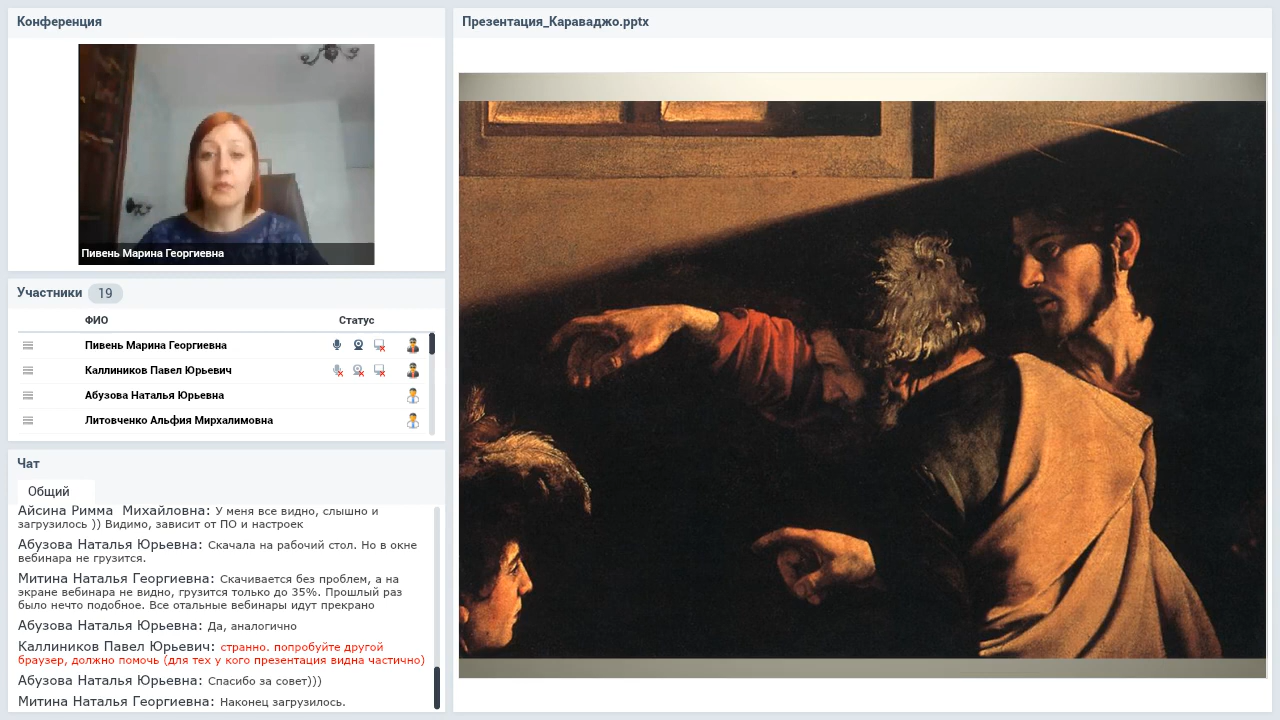 Конференция
Пивень Марина Георгиевна
Участники 19
ФИО Статус
Пивень Марина Георгиевна
Каллиников Павел Юрьевич
Абузова Наталья Юрьевна
Литовченко Альфия Мирхалимовна
Чат
Общий
Айсина Римма Михайловна: У меня все видно, слышно и
загрузилось )) Видимо, зависит от ПО и настроек
Абузова Наталья Юрьевна: Скачала на рабочий стол. Но в окне
вебинара не грузится.
Митина Наталья Георгиевна: Скачивается без проблем, а на
экране вебинара не видно, грузится только до 35%. Прошлый раз
было нечто подобное. Все отальные вебинары идут прекрано
Абузова Наталья Юрьевна: Да, аналогично
Каллиников Павел Юрьевич: странно. попробуйте другой
браузер, должно помочь (для тех у кого презентация видна частично)
Абузова Наталья Юрьевна: Спасибо за совет)))
Митина Наталья Георгиевна: Наконец загрузилось.
Презентация_Караваджо.pptx